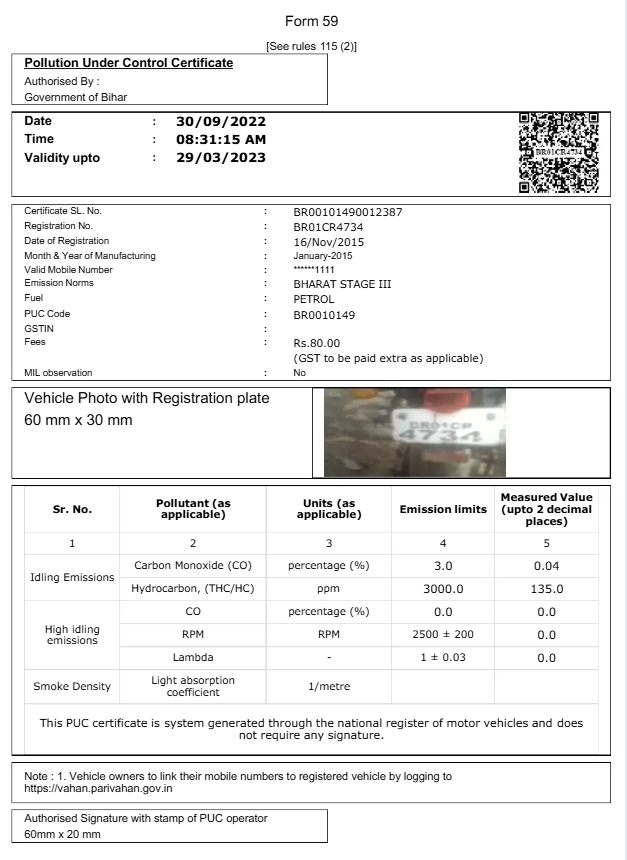 Form 59
[See rules 115 (2)]
Pollution Under Control Certificate
Authorised By :
Government of Bihar
Date : 30/09/2022
Time : 08:31:15 AM
Validity upto : 29/03/2023
BR01CR4734
Certificate SL. No. : BR00101490012387
Registration No. : BR01CR4734
Date of Registration : 16/Nov/2015
Month & Year of Manufacturing : January-2015
Valid Mobile Number : ******1111
Emission Norms : BHARAT STAGE III
Fuel : PETROL
PUC Code : BR0010149
GSTIN :
Fees : Rs.80.00
(GST to be paid extra as applicable)
MIL observation : No
Vehicle Photo with Registration plate
60 mm x 30 mm
BR01CR
4734
Sr. No. Pollutant (as applicable) Units (as applicable) Emission limits Measured Value (upto 2 decimal places)
1 2 3 4 5
Idling Emissions Carbon Monoxide (CO) percentage (%) 3.0 0.04
Hydrocarbon, (THC/HC) ppm 3000.0 135.0
High idling emissions CO percentage (%) 0.0 0.0
RPM RPM 2500 ± 200 0.0
Lambda - 1 ± 0.03 0.0
Smoke Density Light absorption coefficient 1/metre
This PUC certificate is system generated through the national register of motor vehicles and does
not require any signature.
Note : 1. Vehicle owners to link their mobile numbers to registered vehicle by logging to
https://vahan.parivahan.gov.in
Authorised Signature with stamp of PUC operator
60mm x 20 mm